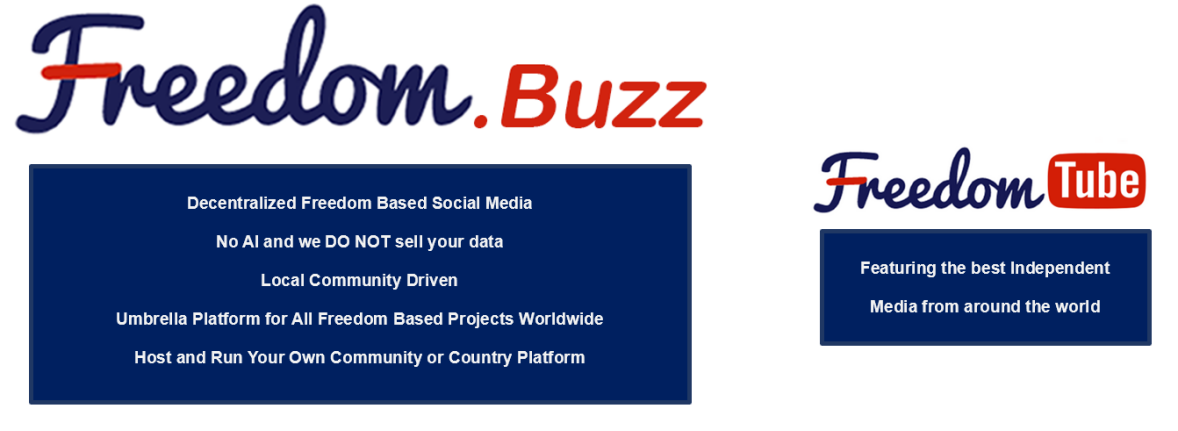 Freedom.Buzz
Decentralized Freedom Based Social Media
No AI and we DO NOT sell your data
Local Community Driven
Umbrella Platform for All Freedom Based Projects Worldwide
Host and Run Your Own Community or Country Platform
Freedom Tube
Featuring the best Independent
Media from around the world